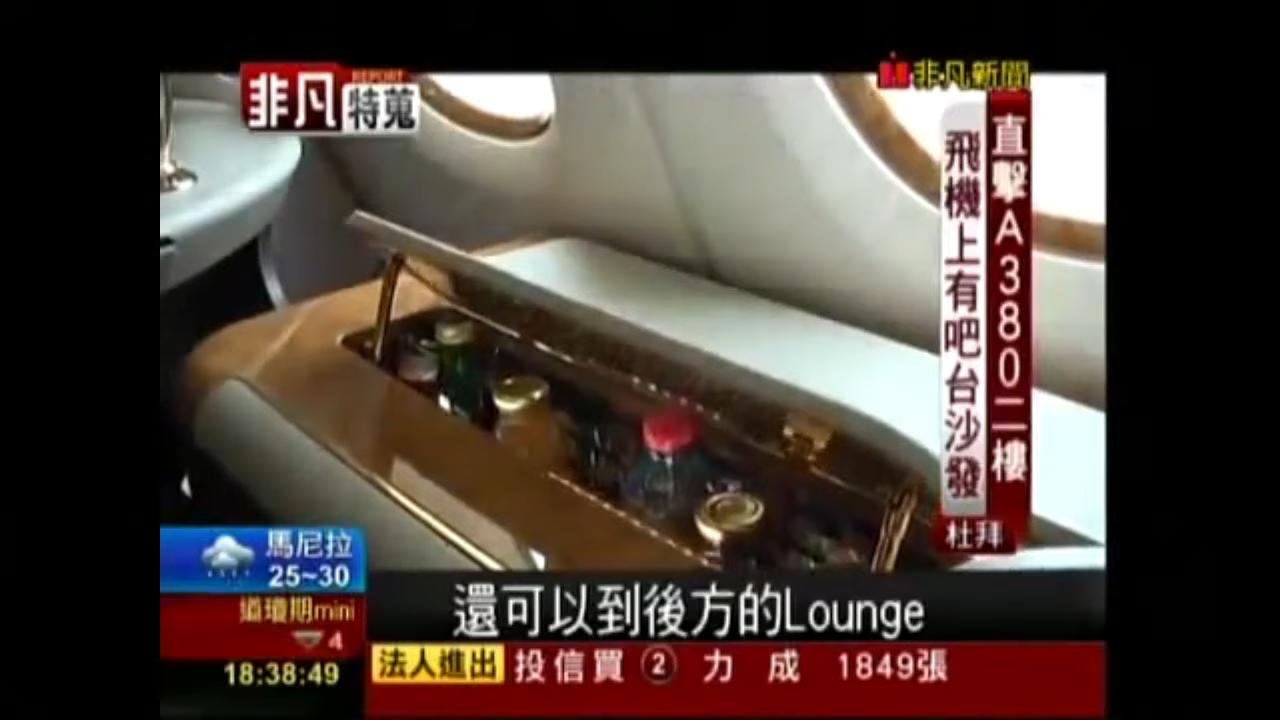 非凡
REPORT
特蒐
非凡新聞
直擊A380二樓
飛機上有吧台沙發
杜拜
馬尼拉
25~30
道瓊期mini
4
18:38:49
還可以到後方的Lounge
法人進出 投信買 2 力成 1849張